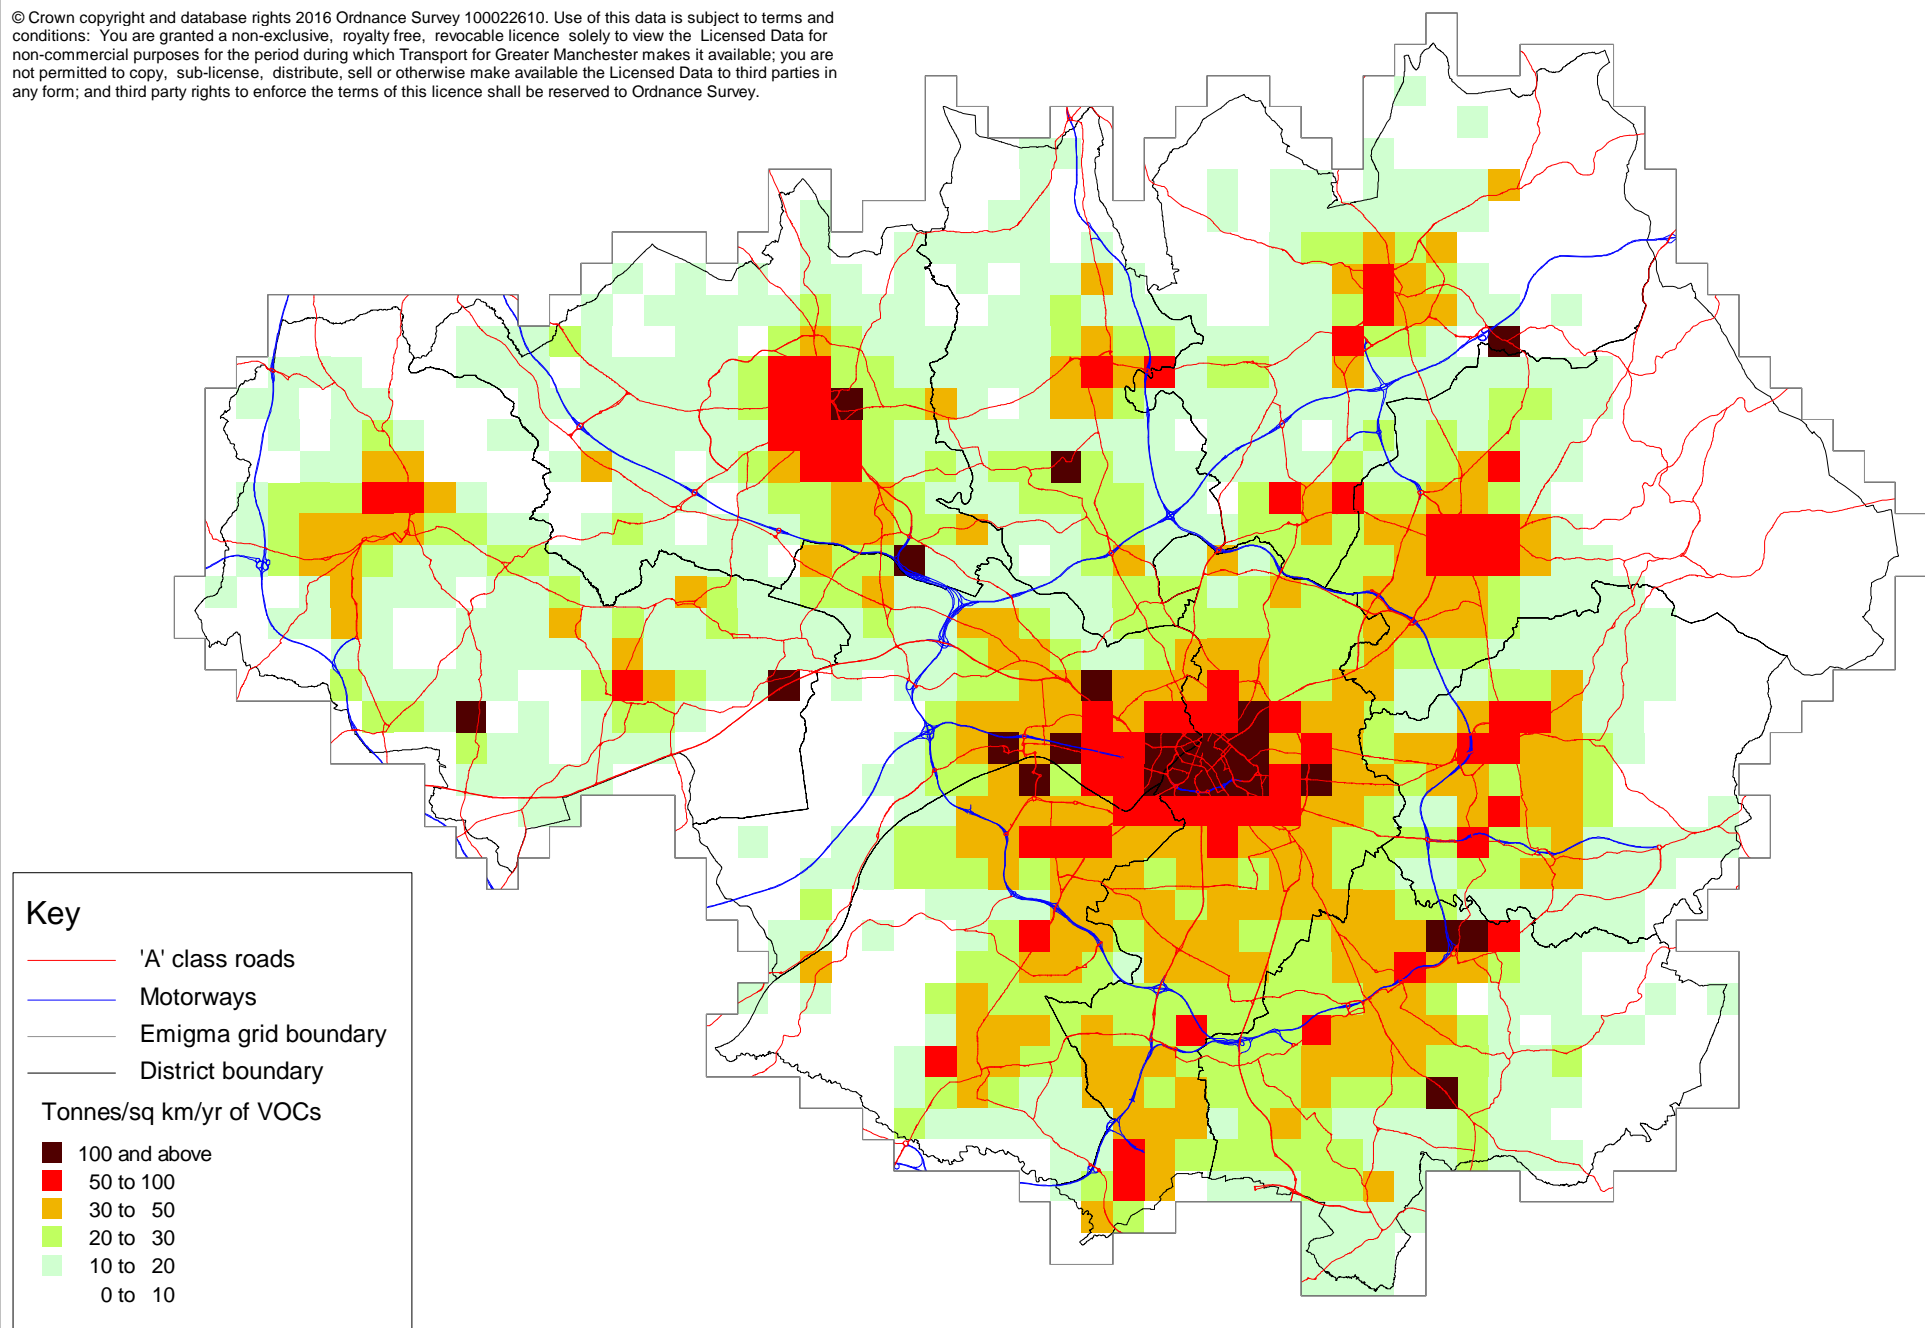 © Crown copyright and database rights 2016 Ordnance Survey 100022610. Use of this data is subject to terms and
conditions: You are granted a non-exclusive, royalty free, revocable licence solely to view the Licensed Data for
non-commercial purposes for the period during which Transport for Greater Manchester makes it available; you are
not permitted to copy, sub-license, distribute, sell or otherwise make available the Licensed Data to third parties in
any form; and third party rights to enforce the terms of this licence shall be reserved to Ordnance Survey.
Key
'A' class roads
Motorways
Emigma grid boundary
District boundary
Tonnes/sq km/yr of VOCs
100 and above
50 to 100
30 to 50
20 to 30
10 to 20
0 to 10